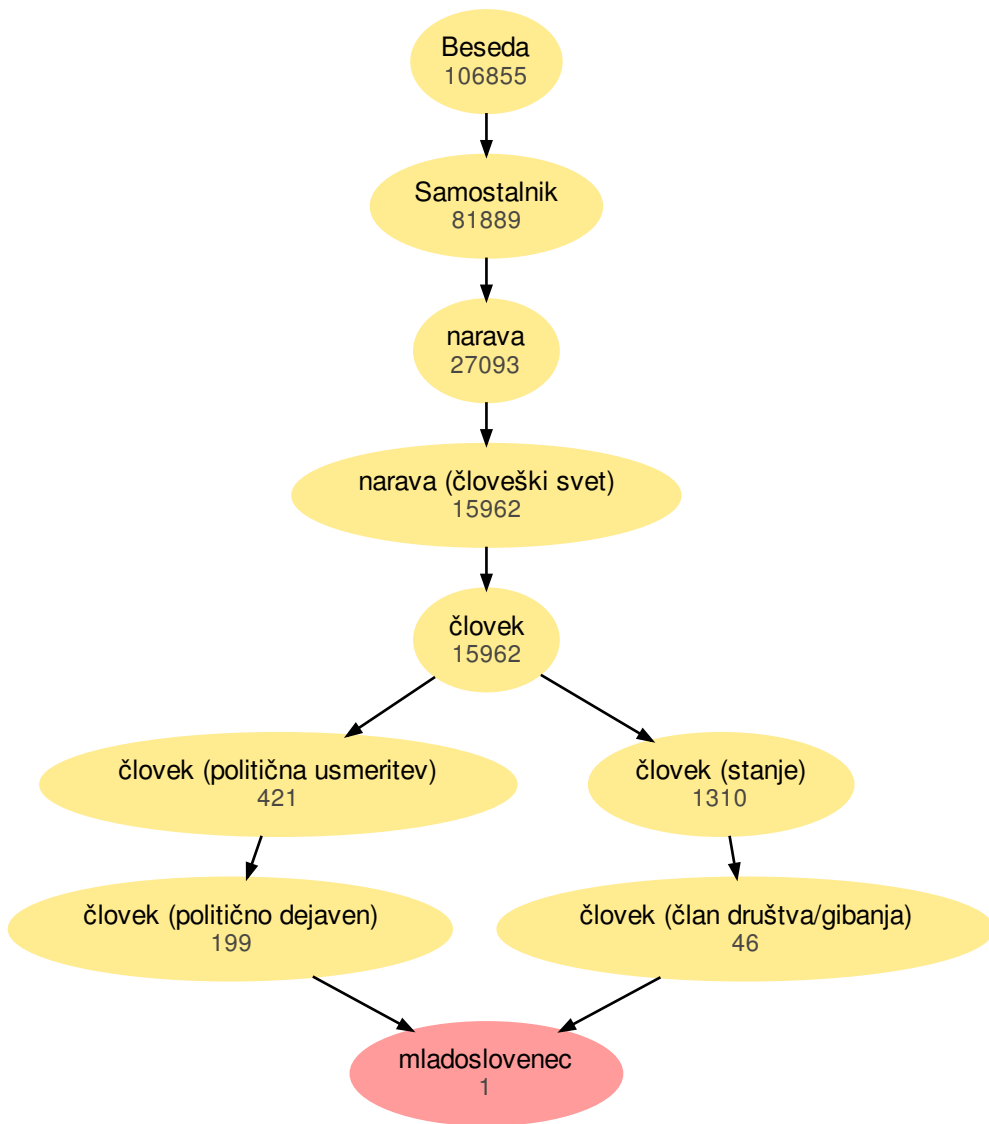 Beseda
106855
Samostalnik
81889
narava
27093
narava (človeški svet)
15962
človek
15962
človek (politična usmeritev)
421
človek (stanje)
1310
človek (politično dejaven)
199
človek (član društva/gibanja)
46
mladoslovenec
1